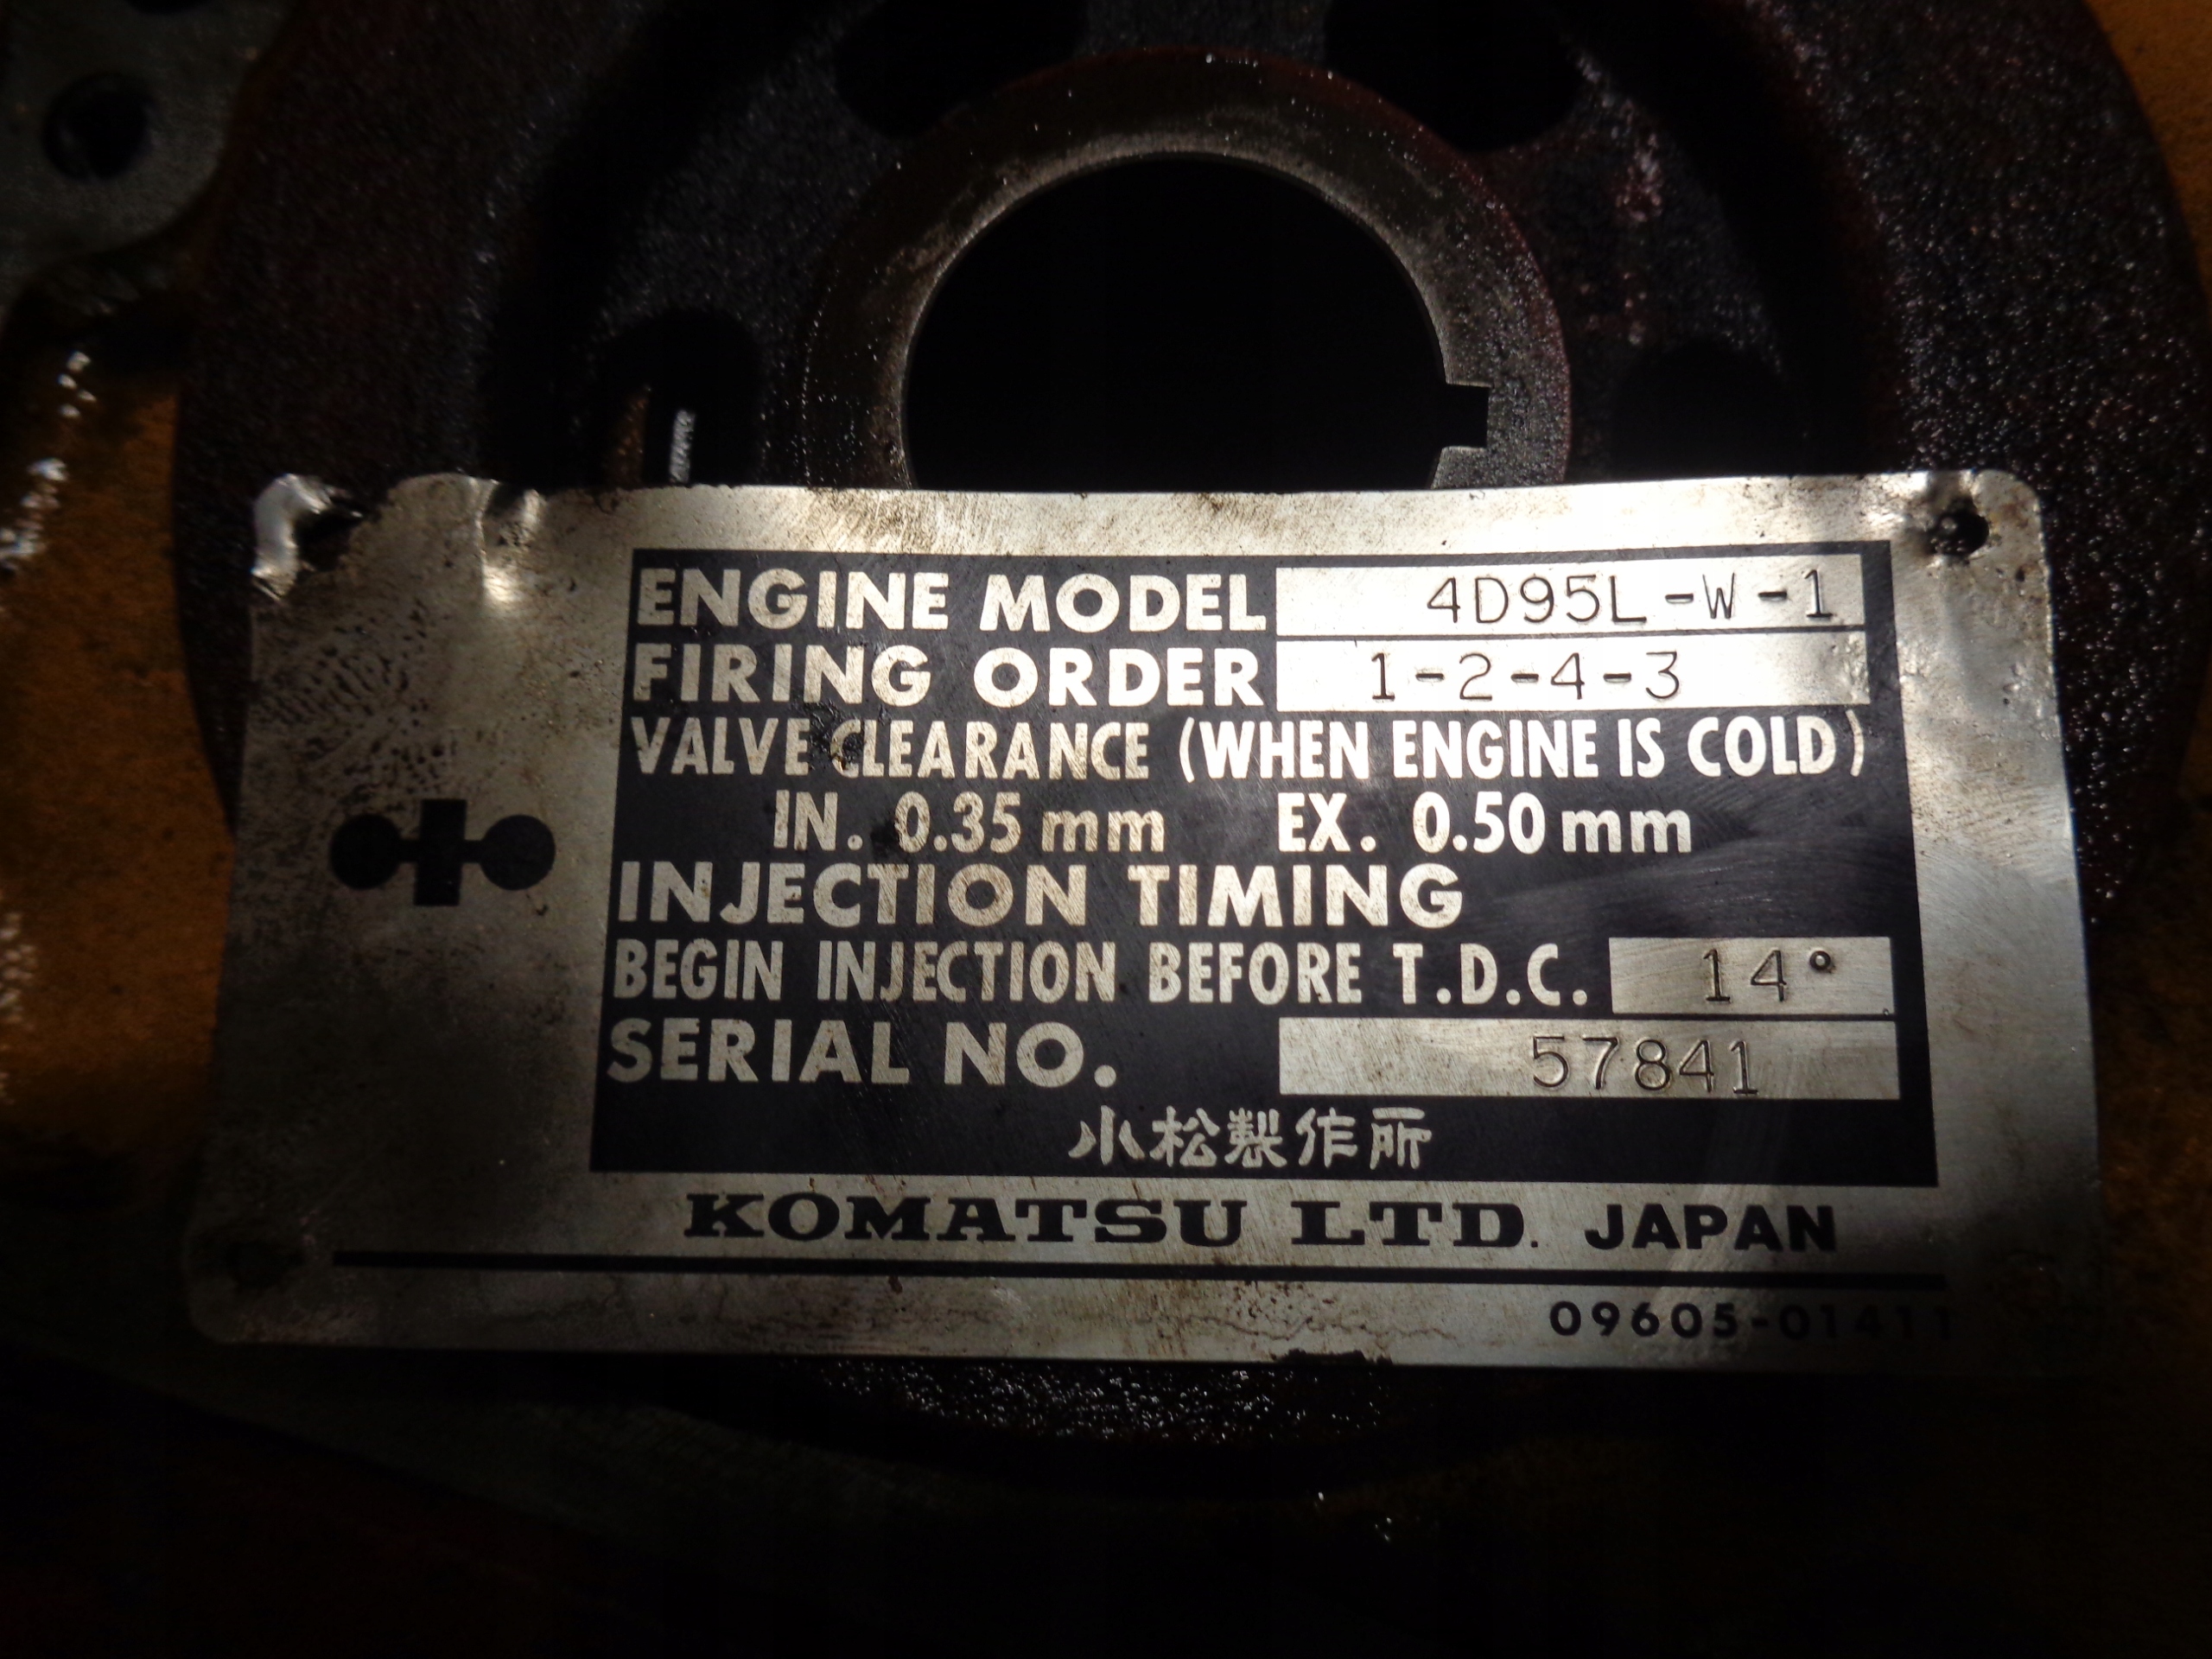 ENGINE MODEL 4D95L-W-1
FIRING ORDER 1-2-4-3
VALVE CLEARANCE (WHEN ENGINE IS COLD)
IN. 0.35 mm EX. 0.50 mm
INJECTION TIMING
BEGIN INJECTION BEFORE T.D.C. 14°
SERIAL NO. 57841
小松製作所
KOMATSU LTD. JAPAN
09605-01411